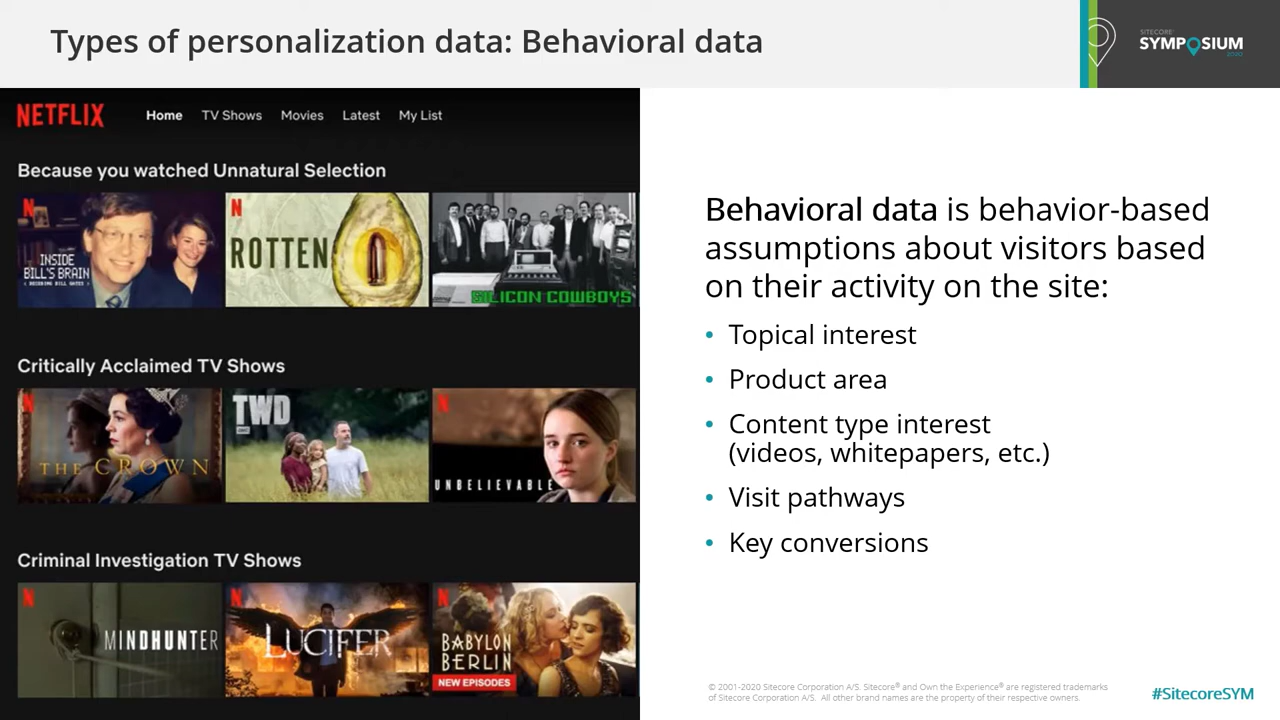 Types of personalization data: Behavioral data
SITECORE
SYMPOSIUM
2020
NETFLIX
Home TV Shows Movies Latest My List
Because you watched Unnatural Selection
INSIDE
BILL'S BRAIN
DECODING BILL GATES
ROTTEN
SILICON COWBOYS
Critically Acclaimed TV Shows
THE CROWN
TWD
amc
UNBELIEVABLE
Criminal Investigation TV Shows
MINDHUNTER
LUCIFER
BABYLON
BERLIN
NEW EPISODES
Behavioral data is behavior-based
assumptions about visitors based
on their activity on the site:
• Topical interest
• Product area
• Content type interest
(videos, whitepapers, etc.)
• Visit pathways
• Key conversions
© 2001-2020 Sitecore Corporation A/S. Sitecore® and Own the Experience® are registered trademarks
of Sitecore Corporation A/S. All other brand names are the property of their respective owners.
#SitecoreSYM